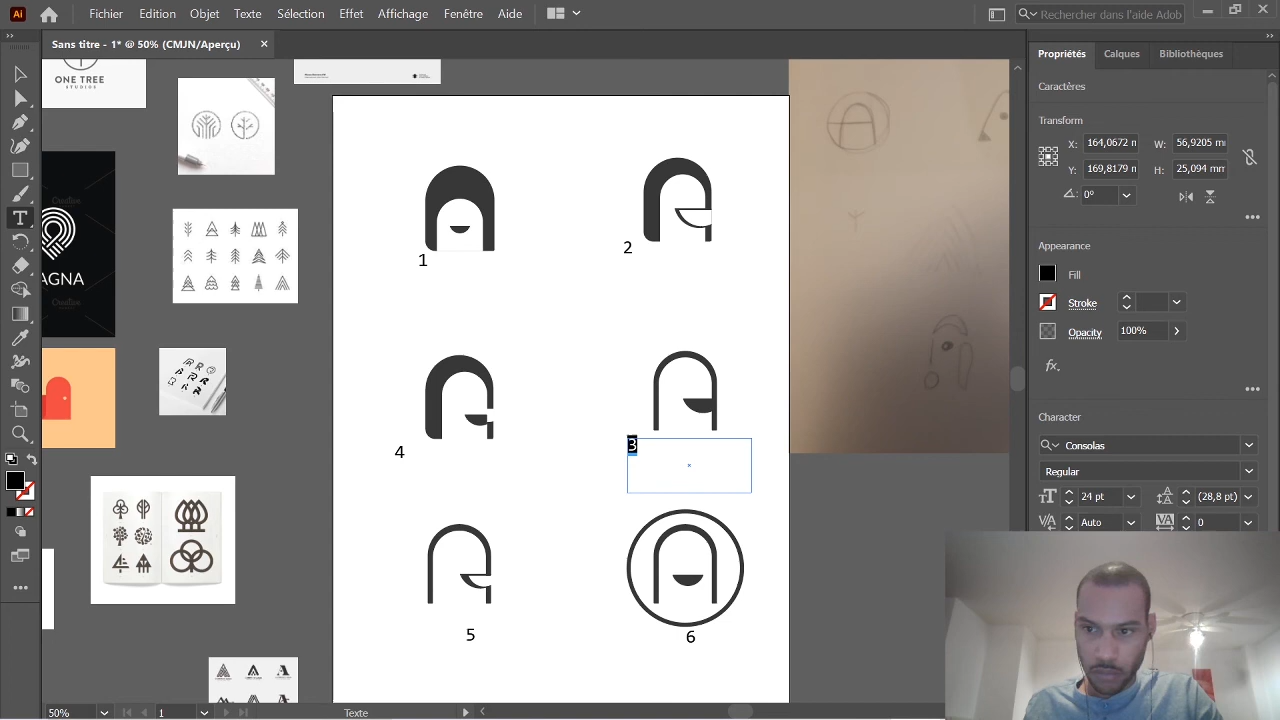 Ai
Fichier
Edition
Objet
Texte
Sélection
Effet
Affichage
Fenêtre
Aide
Rechercher dans l'aide Adob
Sans titre - 1* @ 50% (CMJN/Aperçu)
Propriétés
Calques
Bibliothèques
ONE TREE
STUDIOS
AGNA
Caractères
Transform
X: 164,0672 n
W: 56,9205 mi
Y: 169,8179 n
H: 25,094 mm
0°
Appearance
Fill
Stroke
Opacity
100%
fx.
Character
Consolas
Regular
24 pt
(28,8 pt)
Auto
0
1
2
4
3
5
6
50%
1
Texte